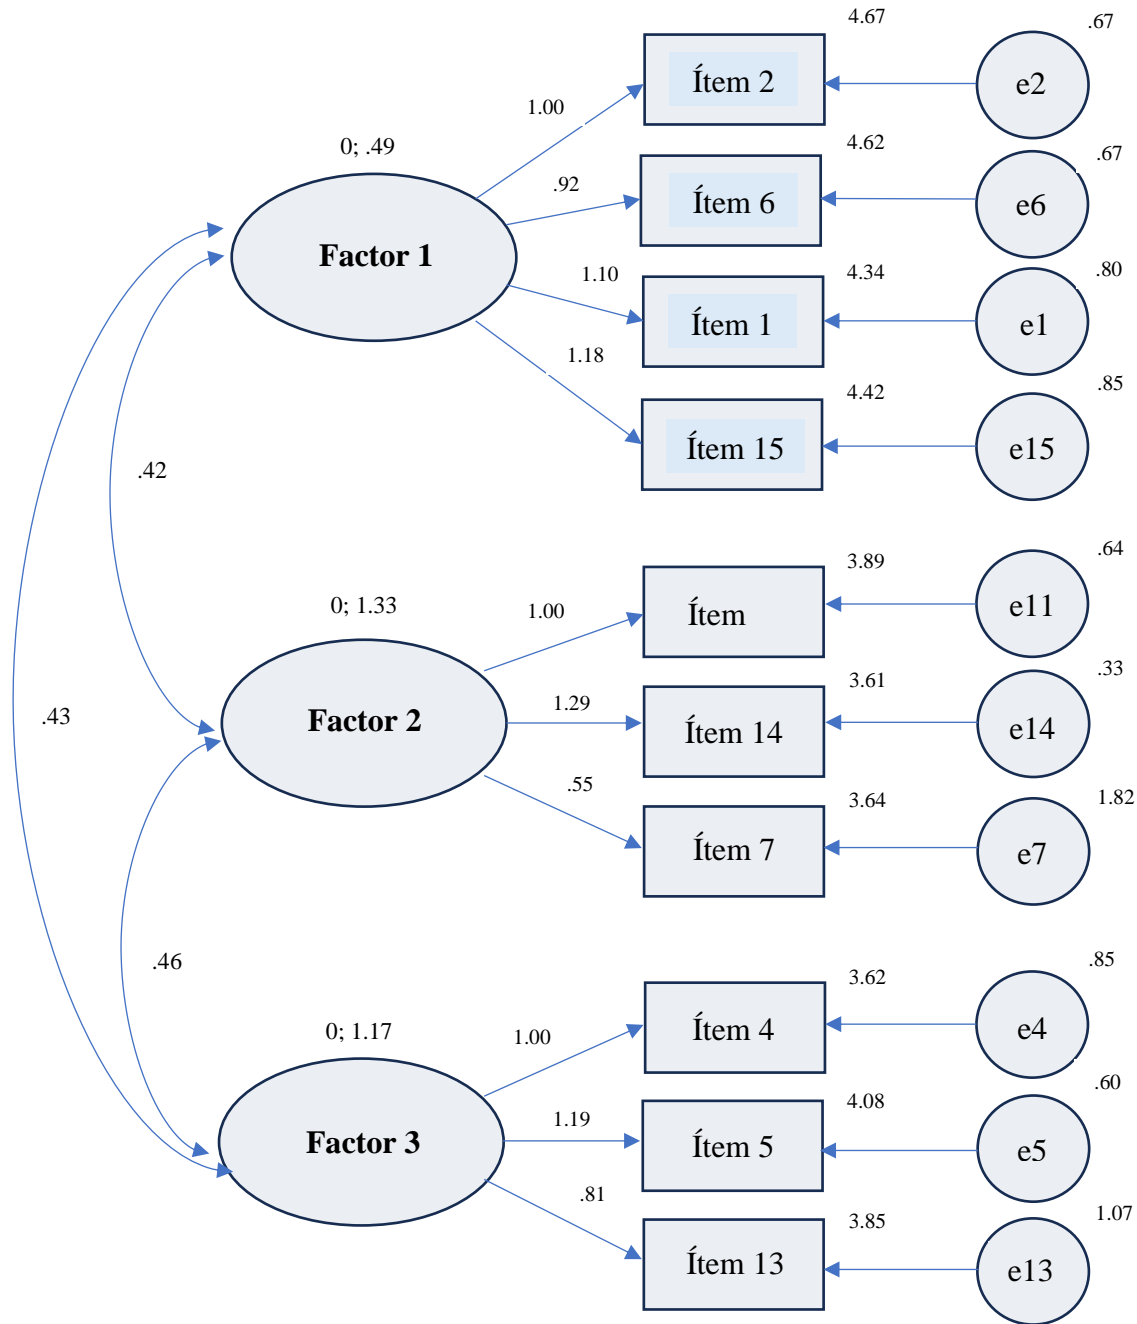 4.67
.67
Ítem 2
e2
1.00
0; .49
4.62
.67
.92
Ítem 6
e6
Factor 1
1.10
4.34
.80
Ítem 1
e1
1.18
4.42
.85
Ítem 15
e15
.42
3.89
.64
0; 1.33
1.00
Ítem
e11
.43
Factor 2
1.29
3.61
.33
Ítem 14
e14
.55
3.64
1.82
Ítem 7
e7
.46
3.62
.85
0; 1.17
1.00
Ítem 4
e4
Factor 3
1.19
4.08
.60
Ítem 5
e5
.81
3.85
1.07
Ítem 13
e13